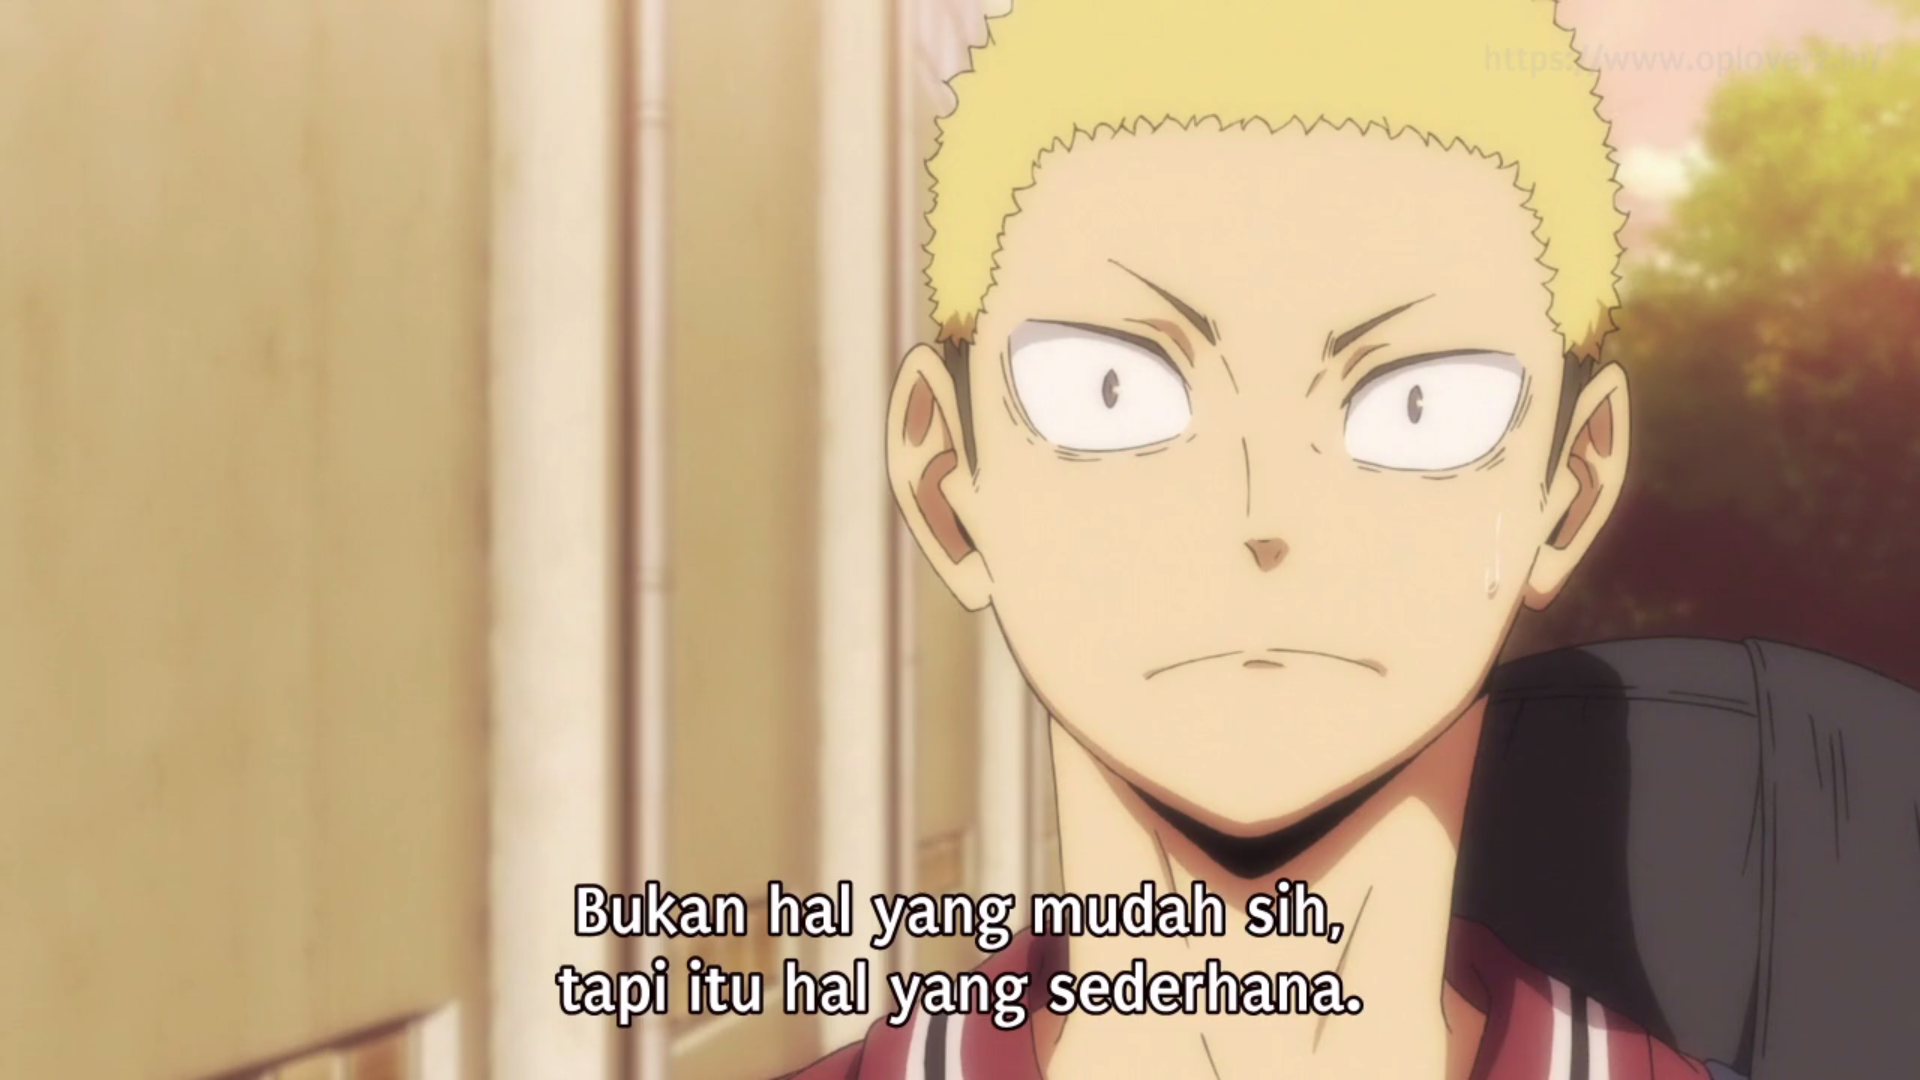 Bukan hal yang mudah sih,
tapi itu hal yang sederhana.